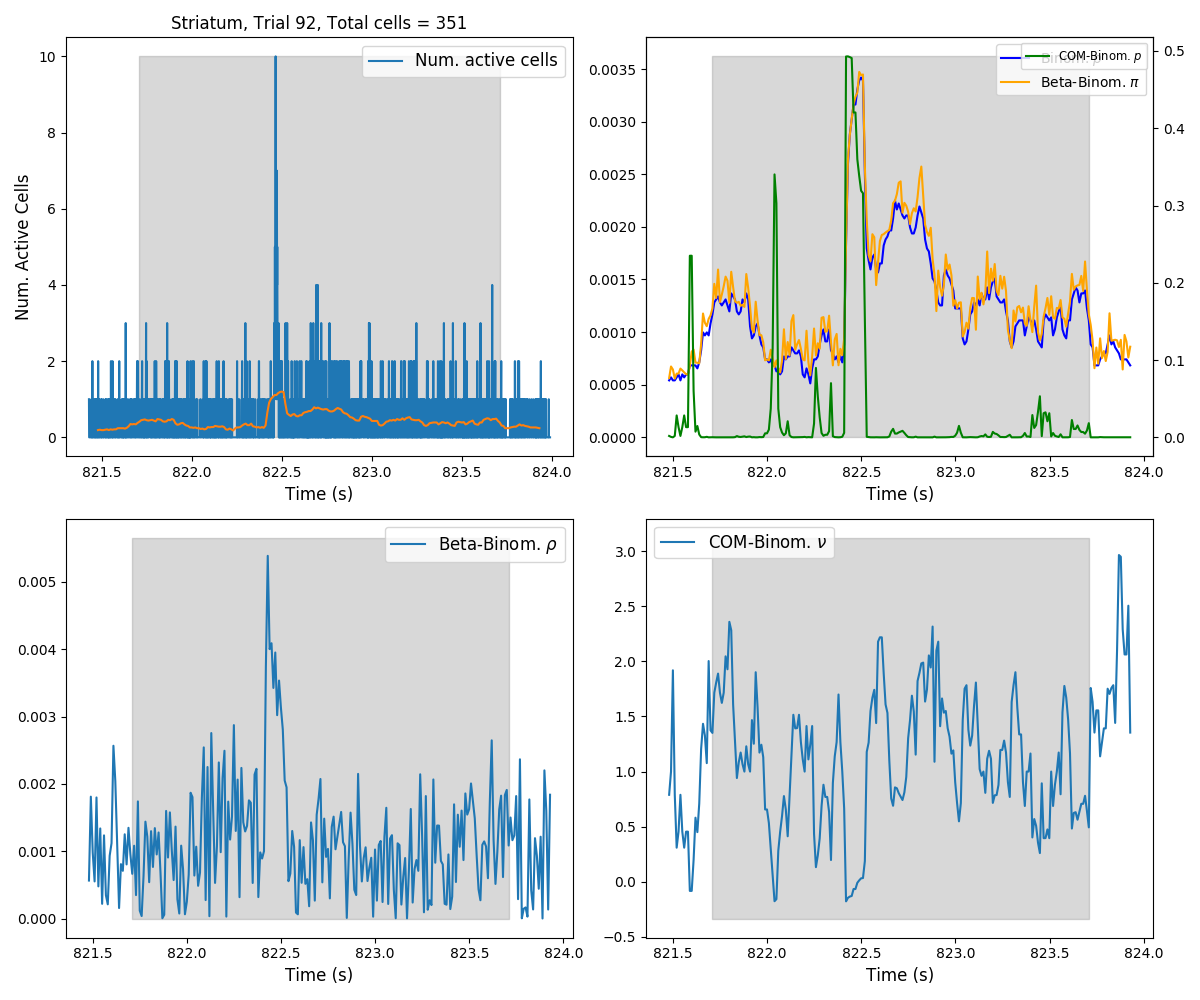 Striatum, Trial 92, Total cells = 351
Num. active cells
Num. Active Cells
10
8
6
4
2
0
821.5 822.0 822.5 823.0 823.5 824.0
Time (s)
COM-Binom. p
Beta-Binom. π
0.0035
0.0030
0.0025
0.0020
0.0015
0.0010
0.0005
0.0000
0.5
0.4
0.3
0.2
0.1
0.0
821.5 822.0 822.5 823.0 823.5 824.0
Time (s)
Beta-Binom. ρ
0.005
0.004
0.003
0.002
0.001
0.000
821.5 822.0 822.5 823.0 823.5 824.0
Time (s)
COM-Binom. ν
3.0
2.5
2.0
1.5
1.0
0.5
0.0
−0.5
821.5 822.0 822.5 823.0 823.5 824.0
Time (s)